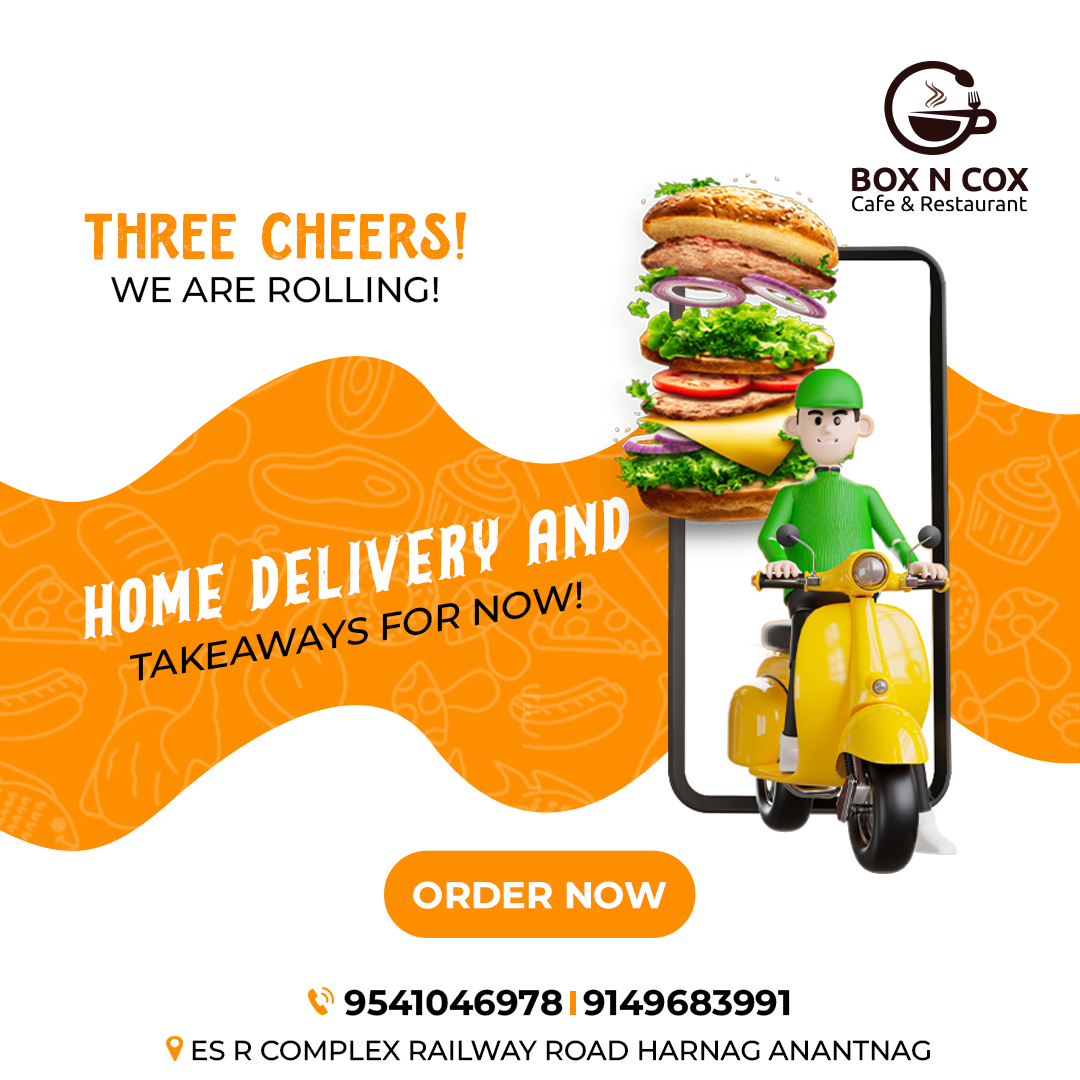 BOX N COX
Cafe & Restaurant
THREE CHEERS!
WE ARE ROLLING!
HOME DELIVERY AND
TAKEAWAYS FOR NOW!
ORDER NOW
9541046978 | 9149683991
ES R COMPLEX RAILWAY ROAD HARNAG ANANTNAG